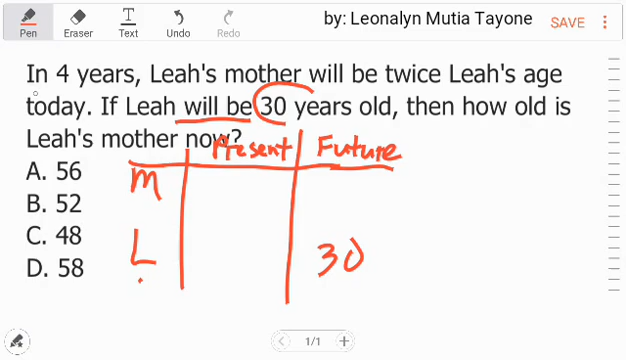 by: Leonalyn Mutia Tayone
SAVE
Pen
Eraser
Text
Undo
Redo
In 4 years, Leah's mother will be twice Leah's age
today. If Leah will be 30 years old, then how old is
Leah's mother now?
Present Future
A. 56
M
B. 52
C. 48
L 30
D. 58
1/1